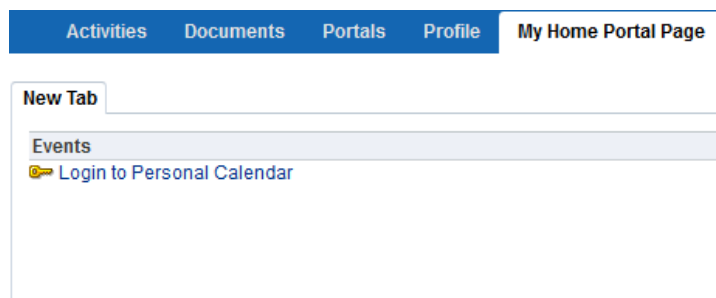 Activities Documents Portals Profile My Home Portal Page
New Tab
Events
Login to Personal Calendar